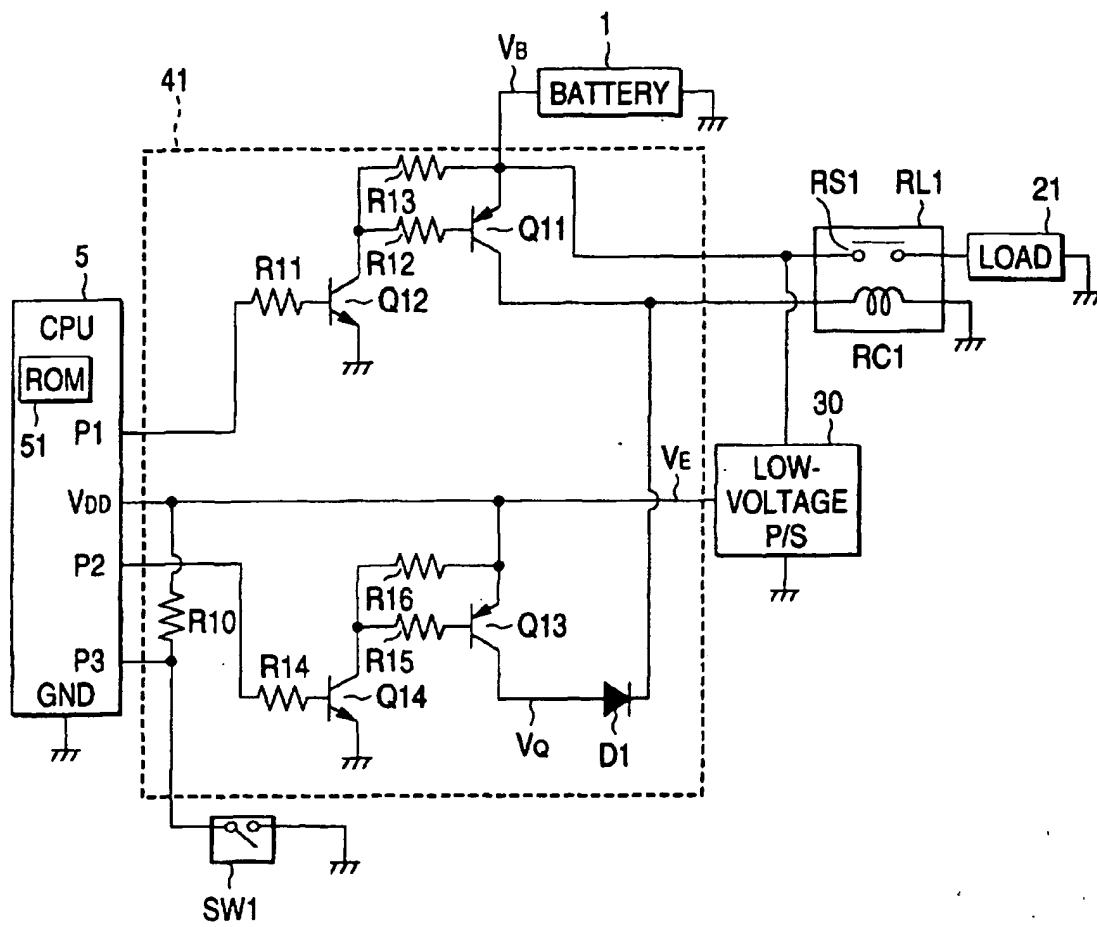 1
VB
BATTERY
41
R13
RS1
RL1
21
Q11
LOAD
R12
5
R11
Q12
CPU
RC1
ROM
51
P1
30
VE
LOW-
VOLTAGE
P/S
VDD
P2
R16
R10
Q13
R15
P3
R14
GND
Q14
VQ
D1
SW1